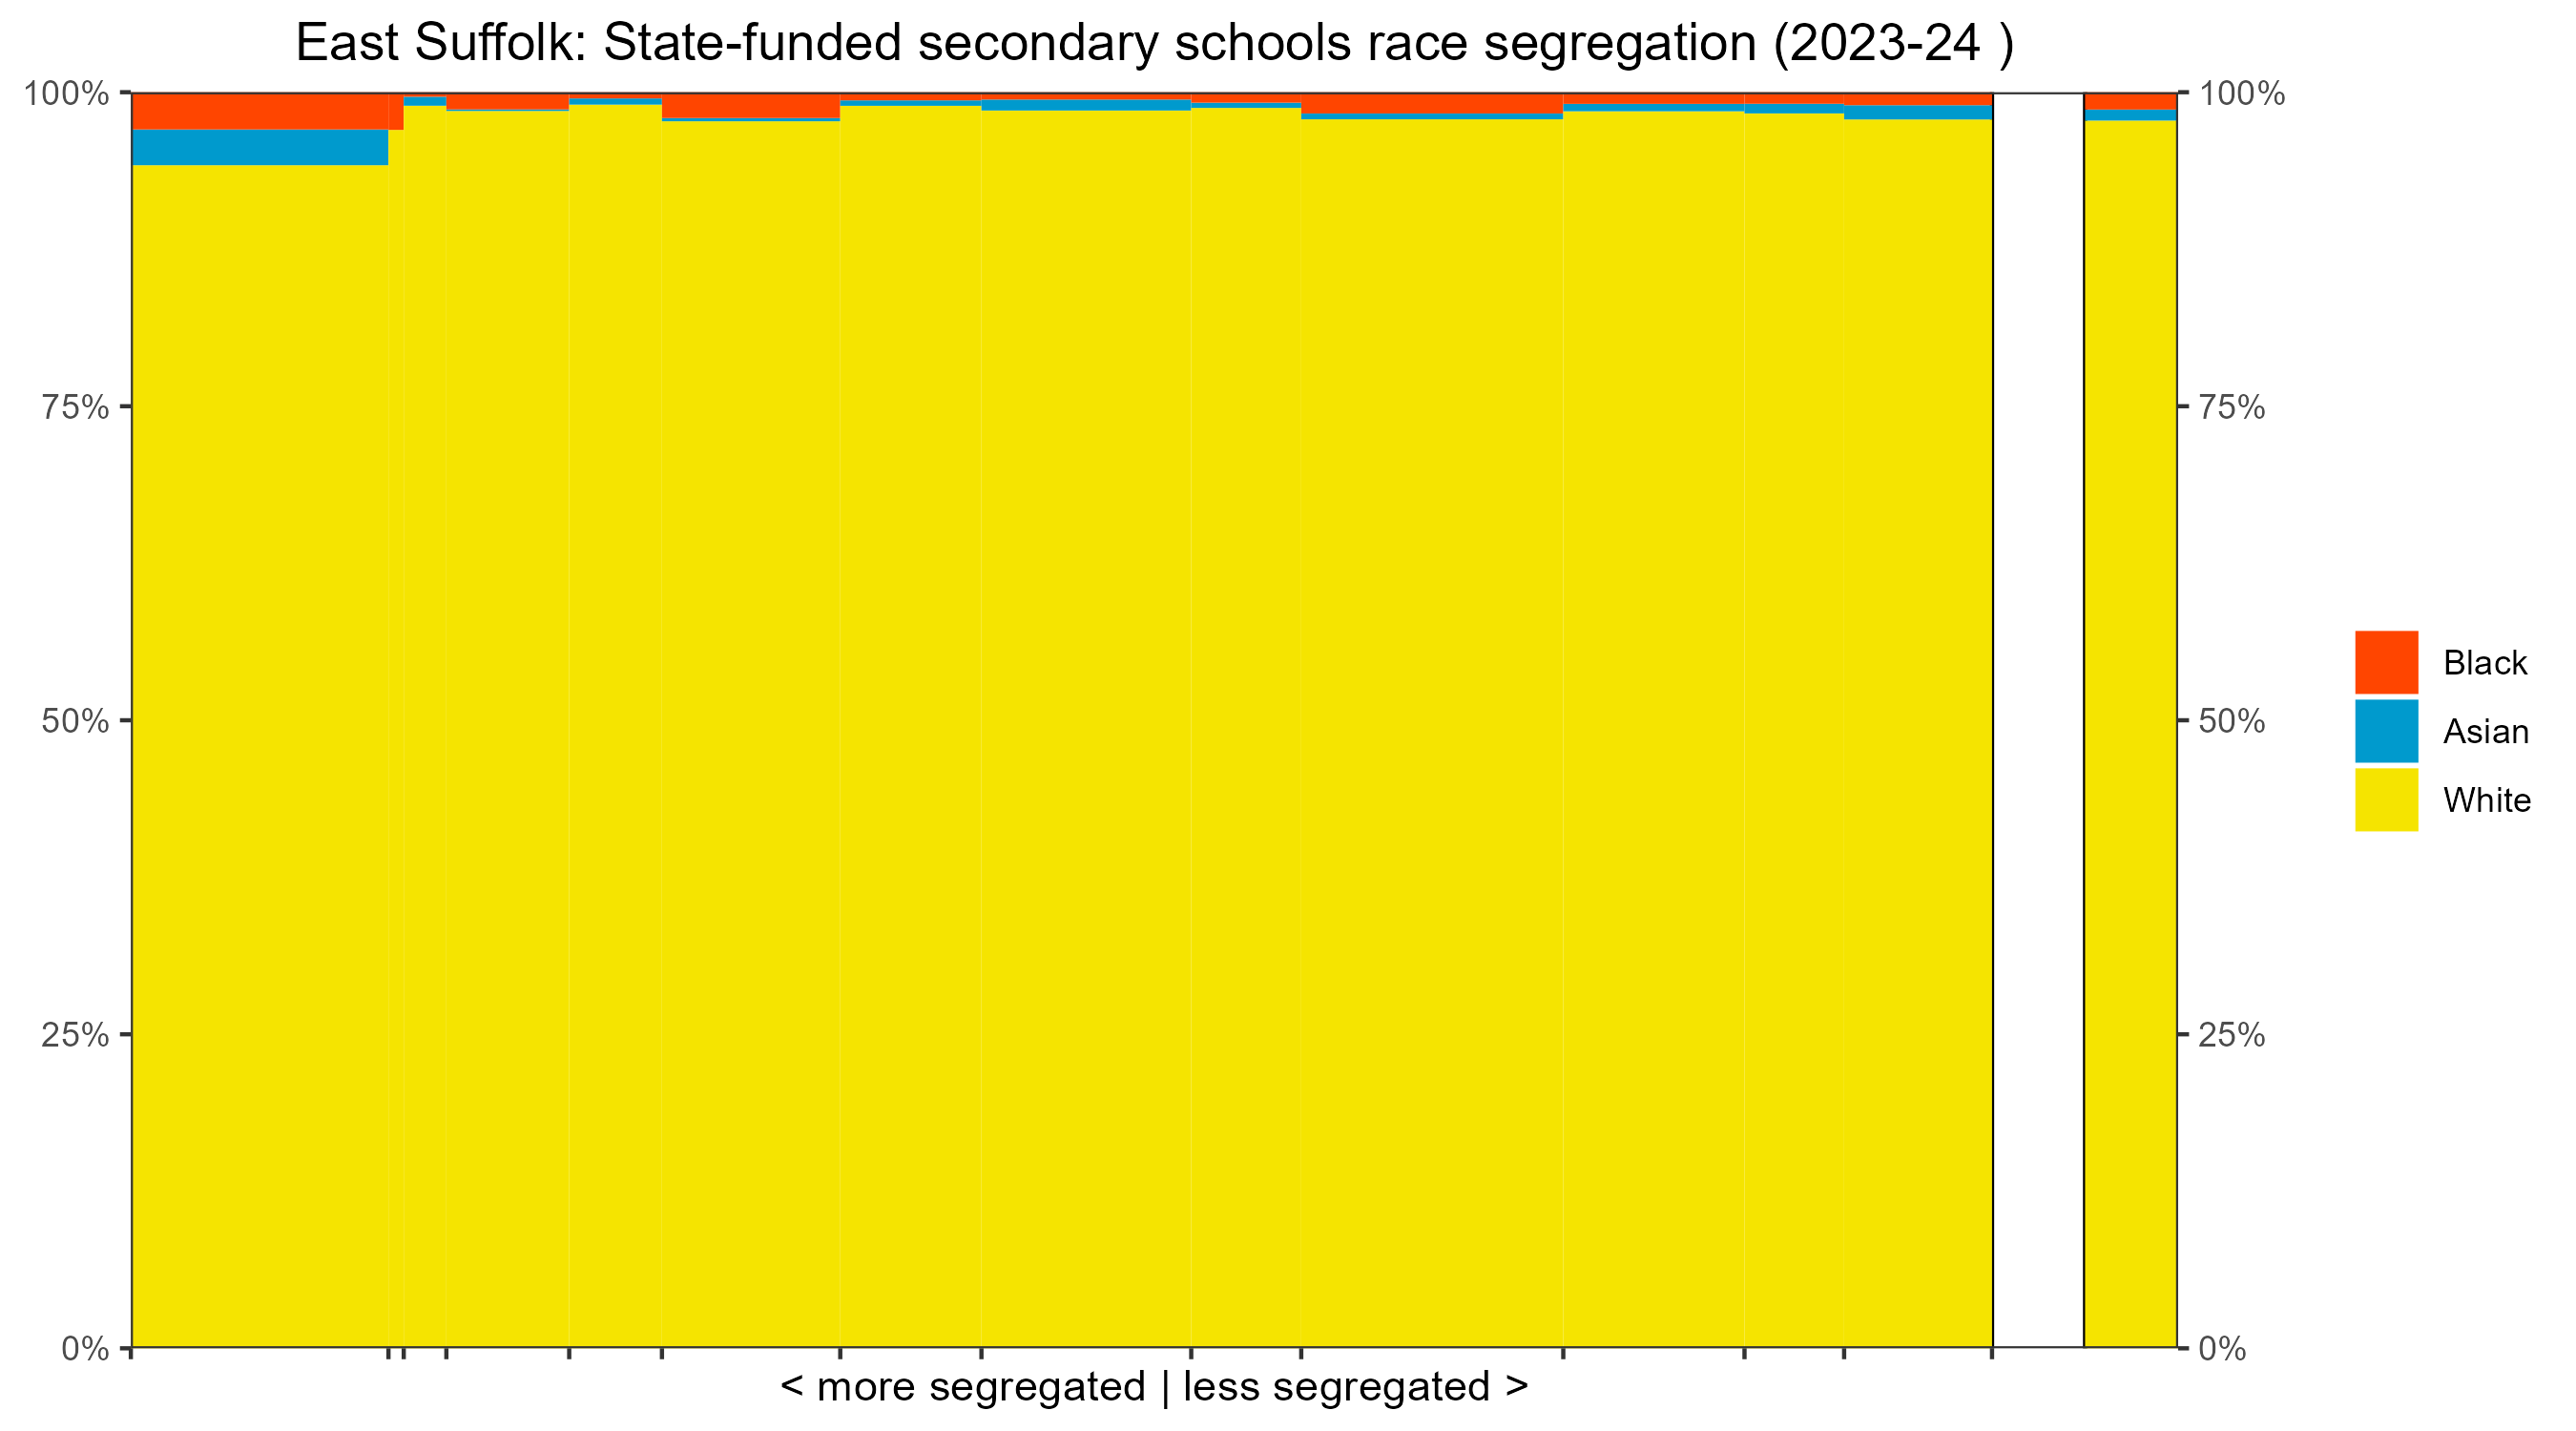 East Suffolk: State-funded secondary schools race segregation (2023-24 )
100%
75%
50%
25%
0%
100%
75%
50%
25%
0%
Black
Asian
White
< more segregated | less segregated >